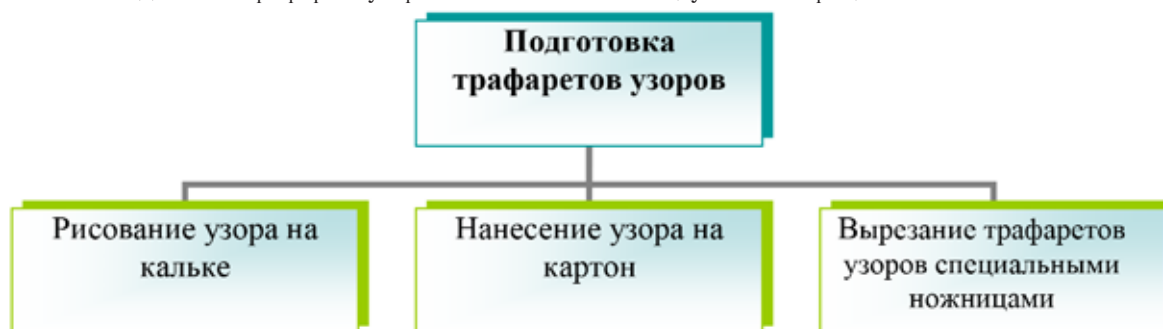 Подготовка
трафаретов узоров
Рисование узора на
кальке
Нанесение узора на
картон
Вырезание трафаретов
узоров специальными
ножницами